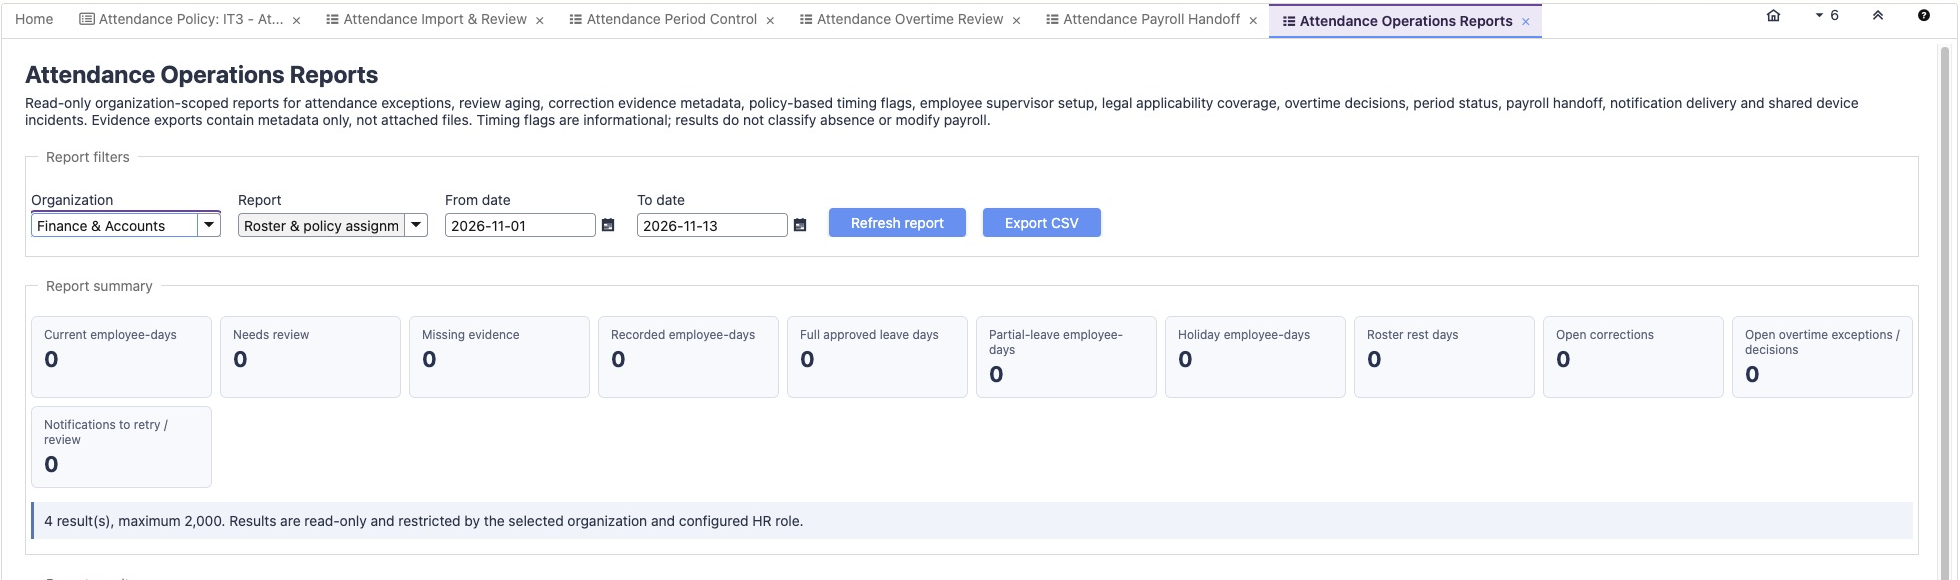 Home
Attendance Policy: IT3 - At...
Attendance Import & Review
Attendance Period Control
Attendance Overtime Review
Attendance Payroll Handoff
Attendance Operations Reports
6
Attendance Operations Reports
Read-only organization-scoped reports for attendance exceptions, review aging, correction evidence metadata, policy-based timing flags, employee supervisor setup, legal applicability coverage, overtime decisions, period status, payroll handoff, notification delivery and shared device
incidents. Evidence exports contain metadata only, not attached files. Timing flags are informational; results do not classify absence or modify payroll.
Report filters
Organization
Finance & Accounts
Report
Roster & policy assignm
From date
2026-11-01
To date
2026-11-13
Refresh report
Export CSV
Report summary
Current employee-days
0
Needs review
0
Missing evidence
0
Recorded employee-days
0
Full approved leave days
0
Partial-leave employee-
days
0
Holiday employee-days
0
Roster rest days
0
Open corrections
0
Open overtime exceptions /
decisions
0
Notifications to retry /
review
0
4 result(s), maximum 2,000. Results are read-only and restricted by the selected organization and configured HR role.